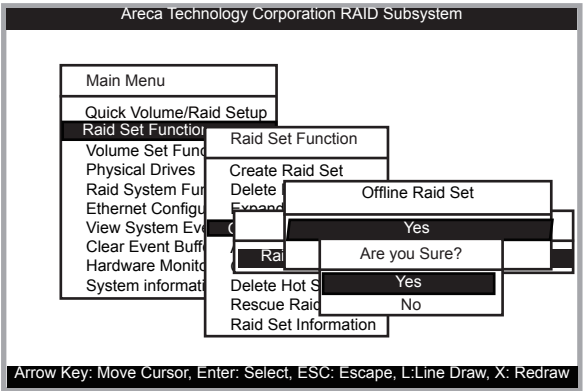 Areca Technology Corporation RAID Subsystem
Main Menu
Quick Volume/Raid Setup
Raid Set Function
Volume Set Func
Physical Drives
Raid System Fun
Ethernet Configu
View System Eve
Clear Event Buff
Hardware Monito
System informati
Raid Set Function
Create Raid Set
Delete
Expand
Delete Hot S
Rescue Raid
Raid Set Information
Rai
Offline Raid Set
Yes
Are you Sure?
Yes
No
Arrow Key: Move Cursor, Enter: Select, ESC: Escape, L:Line Draw, X: Redraw